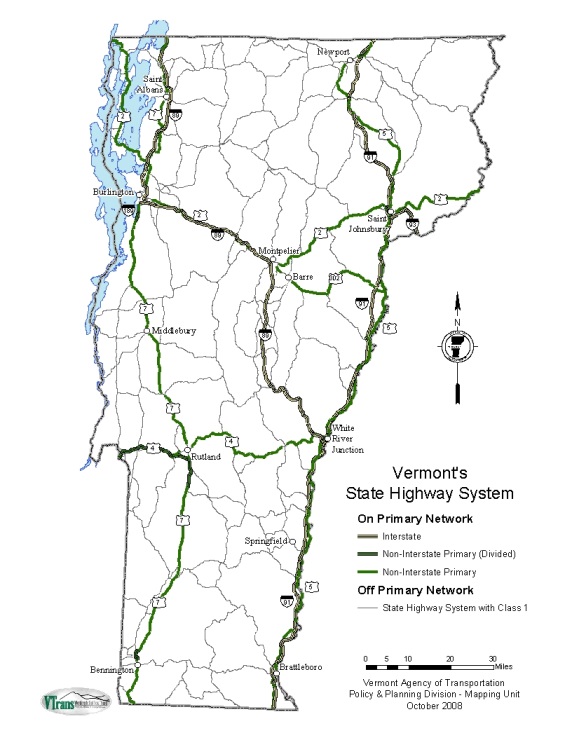 Newport
Saint
Albans
7
2
89
5
91
Burlington
2
2
89
2
Saint
Johnsbury
93
89
Montpelier
Barre
302
91
5
7
Middlebury
89
N
7
White
River
Junction
4
4
Rutland
Vermont's
State Highway System
On Primary Network
Interstate
Non-Interstate Primary (Divided)
Non-Interstate Primary
Off Primary Network
State Highway System with Class 1
7
Springfield
5
91
7
Bennington
Brattleboro
0 5 10 20 30
Miles
Vermont Agency of Transportation
Policy & Planning Division - Mapping Unit
October 2008
VTrans